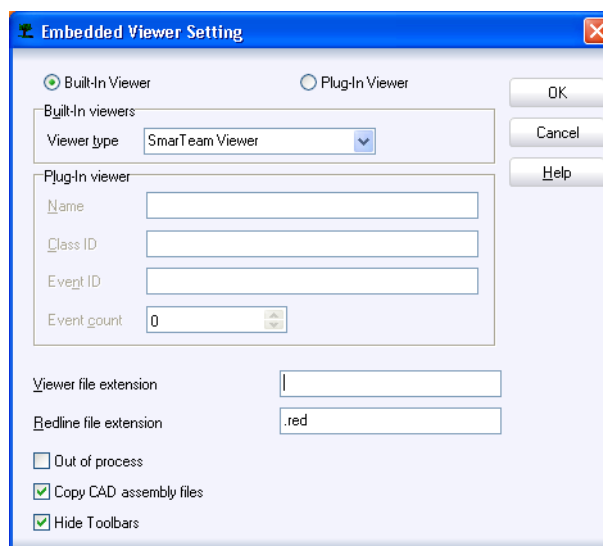 Embedded Viewer Setting
Built-In Viewer
Plug-In Viewer
OK
Built-In viewers
Viewer type
SmarTeam Viewer
Cancel
Plug-In viewer
Help
Name
Class ID
Event ID
Event count
0
Viewer file extension
Redline file extension
.red
Out of process
Copy CAD assembly files
Hide Toolbars